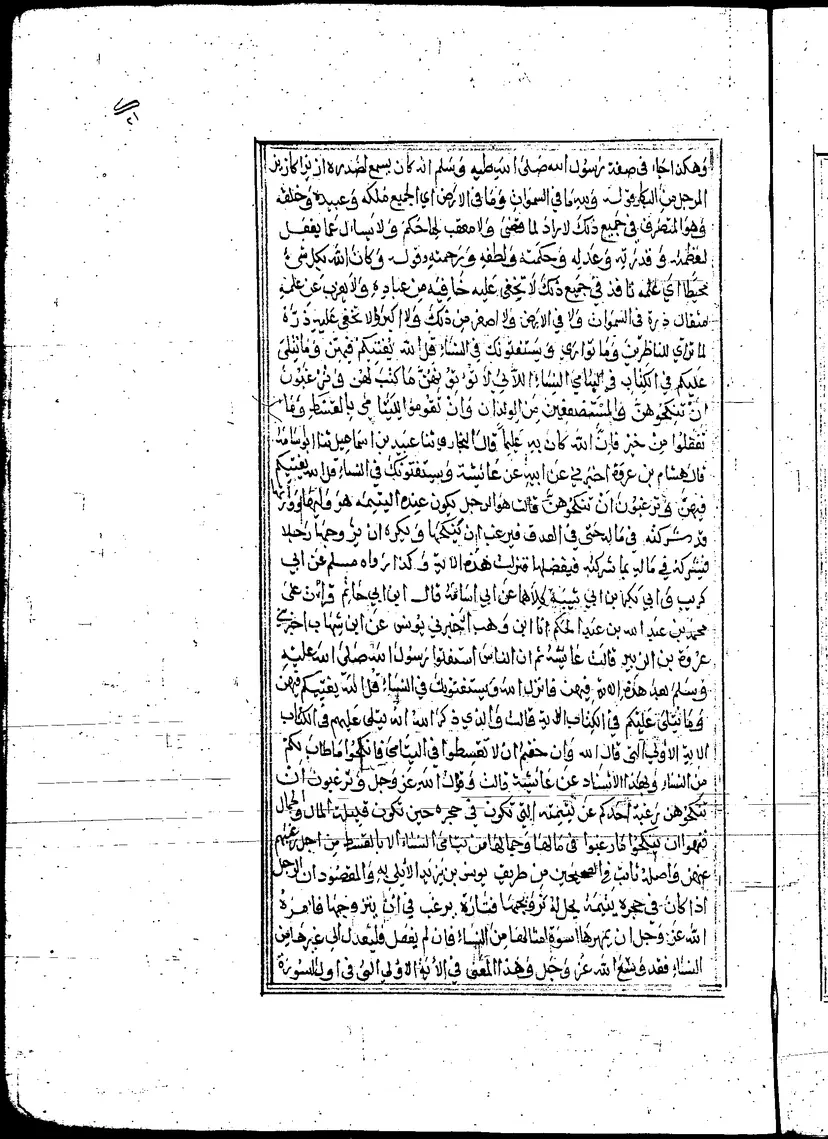 ٢١
وهكذا جاء في صفة رسول الله صلى الله عليه وسلم انه كان يسمع لصدره ازيز كازيز
المرجل من البكاء وقوله ولله ما في السموات وما في الارض اي الجميع ملكه وعبيده وخلقه
وهو المتصرف في جميع ذلك لا راد لما قضى ولا معقب لما حكم ولا يسال عما يفعل
لعظمته وقدرته وعدله وحكمته ولطفه ورحمته وقوله وكان الله بكل شيء
محيطا اي علمه نافذ في جميع ذلك لا تخفى عليه خافية من عباده ولا يعزب عن علمه
مثقال ذرة في السموات ولا في الارض ولا اصغر من ذلك ولا اكبر ولا تخفى عليه ذرة
لما تراءى للناظرين وما توارى ويستفتونك في النساء قل الله يفتيكم فيهن وما يتلى
عليكم في الكتاب في يتامى النساء اللاتي لا تؤتونهن ما كتب لهن وترغبون
ان تنكحوهن والمستضعفين من الولدان وان تقوموا لليتامى بالقسط وما
تفعلوا من خير فان الله كان به عليما قال البخاري ثنا عبيد بن اسماعيل ثنا ابو اسامة
قال هشام بن عروة اخبرني عن ابيه عن عائشة ويستفتونك في النساء قل الله يفتيكم
فيهن وترغبون ان تنكحوهن قالت هو الرجل يكون عنده اليتيمه هو وليها ووارثها
قد شركته في ماله حتى في العدق فيرغب ان ينكحها ويكره ان يزوجها رجلا
فيشركه في ماله بما شركته فيعضلها فنزلت هذه الاية وكذا رواه مسلم عن ابي
كريب وابي بكر بن ابي شيبة كلاهما عن ابي اسامة قال ابن ابي حاتم قرات على
محمد بن عبد الله بن عبد الحكم انا ابن وهب اخبرني يونس عن ابن شهاب اخبرني
عروة بن الزبير قالت عائشة ثم ان الناس استفتوا رسول الله صلى الله عليه
وسلم بعد هذه الاية فيهن فانزل الله ويستفتونك في النساء قل الله يفتيكم فيهن
وما يتلى عليكم في الكتاب الاية قالت والذي ذكر الله انه يتلى عليهم في الكتاب
الاية الاولى التي قال الله وان خفتم ان لا تقسطوا في اليتامى فانكحوا ما طاب لكم
من النساء وبهذا الاسناد عن عائشة قالت وقول الله عز وجل وترغبون ان
تنكحوهن رغبة احدكم عن يتيمته التي تكون في حجره حين تكون قليلة المال والجمال
فنهوا ان ينكحوا ما رغبوا في مالها وجمالها من يتامى النساء الا بالقسط من اجل رغبتهم
عنهن واصله ثابت في الصحيحين من طريق يونس بن يزيد الايلي به والمقصود ان الرجل
اذا كان في حجره يتيمة يحل له تزويجها فتارة يرغب في ان يتزوجها فامره
الله عز وجل ان يمهرها اسوة امثالها من النساء فان لم يفعل فليعدل الى غيرها من
النساء فقد وسع الله عز وجل وهذا المعنى في الاية الاولى التي في اول السورة